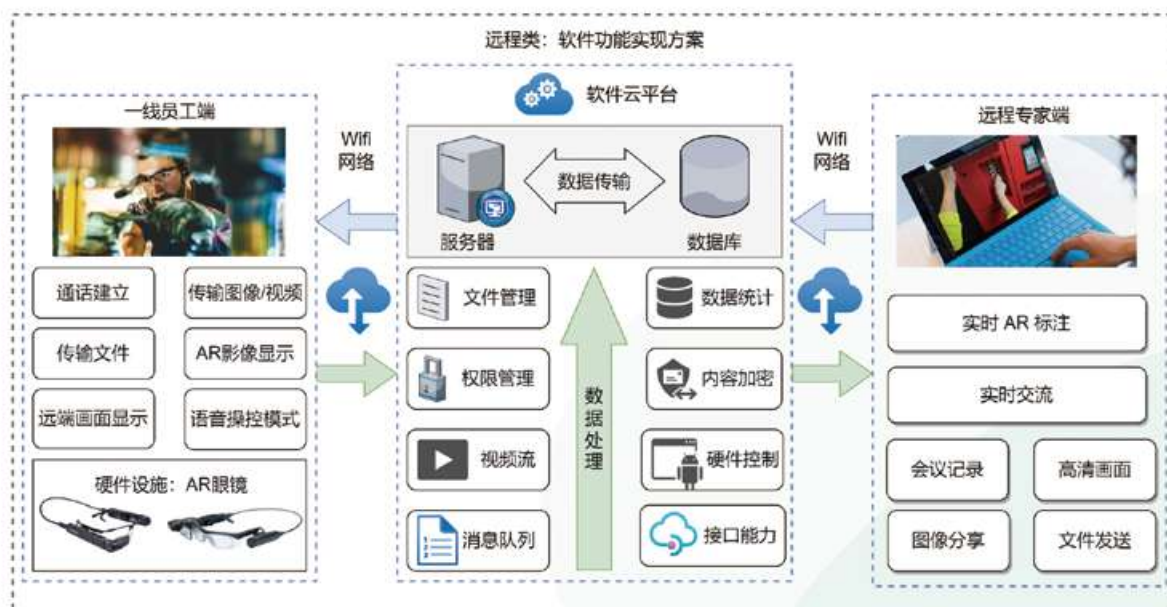 远程类：软件功能实现方案
一线员工端
通话建立
传输图像/视频
传输文件
AR影像显示
远端画面显示
语音操控模式
硬件设施：AR眼镜
Wifi
网络
软件云平台
服务器
数据传输
数据库
文件管理
数据统计
权限管理
内容加密
视频流
硬件控制
消息队列
接口能力
数据处理
Wifi
网络
远程专家端
实时 AR 标注
实时交流
会议记录
高清画面
图像分享
文件发送